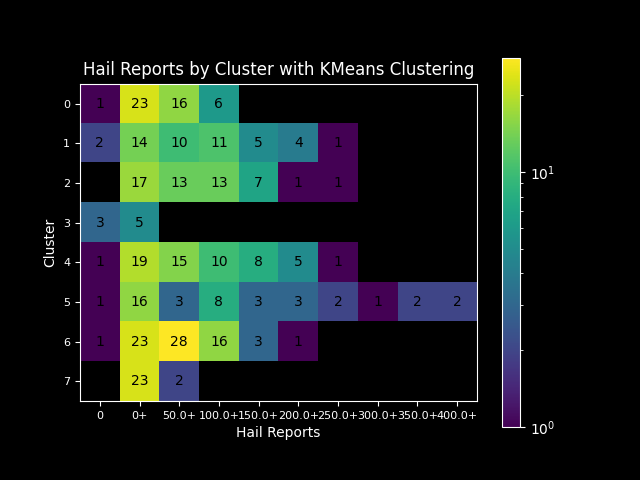 Hail Reports by Cluster with KMeans Clustering
0 1 23 16 6
1 2 14 10 11 5 4 1
2 17 13 13 7 1 1
3 3 5
4 1 19 15 10 8 5 1
5 1 16 3 8 3 3 2 1 2 2
6 1 23 28 16 3 1
7 23 2
0 0+ 50.0+ 100.0+ 150.0+ 200.0+ 250.0+ 300.0+ 350.0+ 400.0+
Hail Reports
Cluster
10¹
10⁰